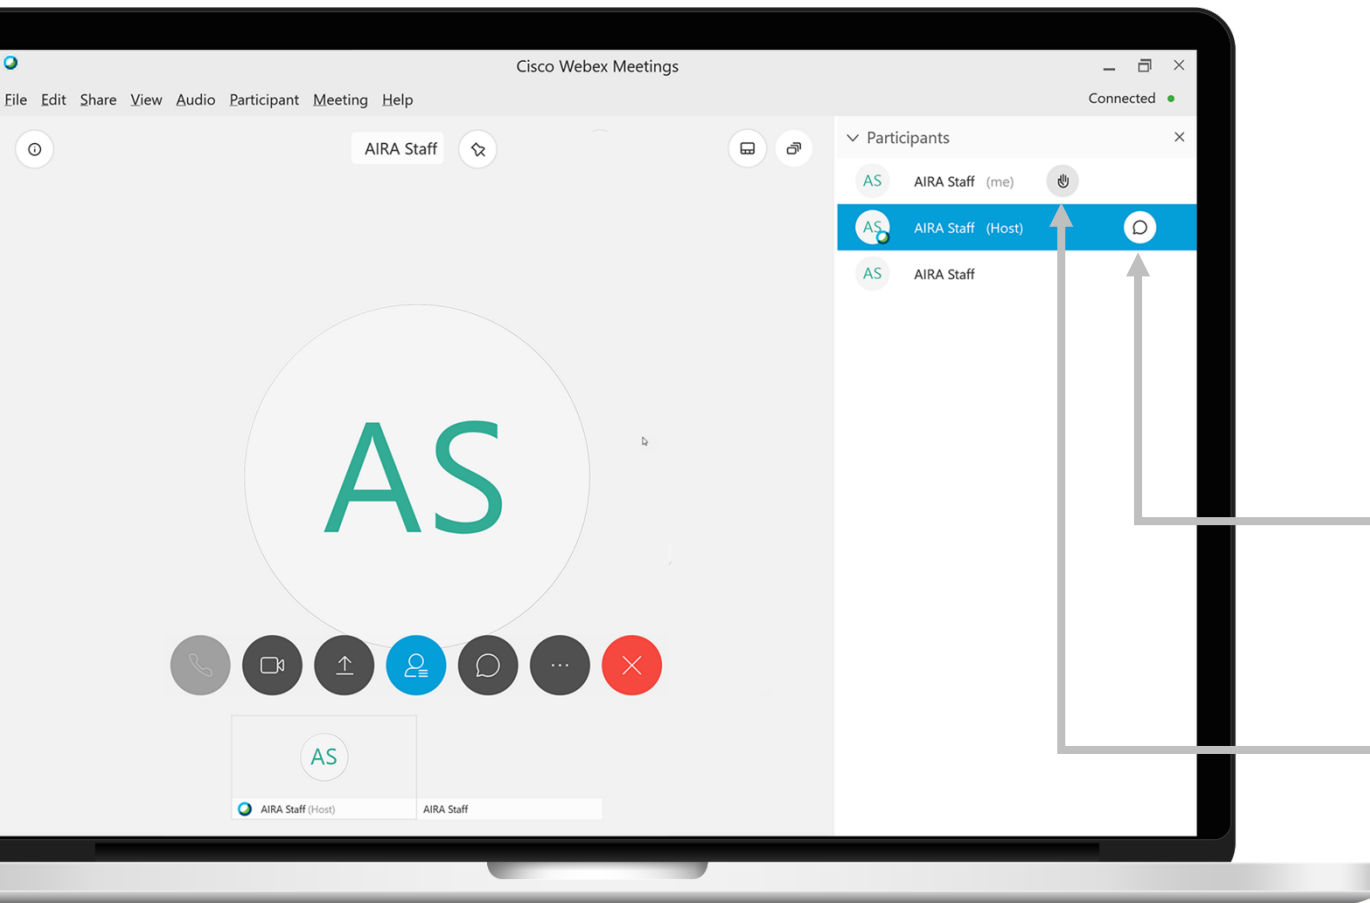 Cisco Webex Meetings
File Edit Share View Audio Participant Meeting Help
Connected
AIRA Staff
AS
AIRA Staff (Host)
AIRA Staff
AS
Participants
AS AIRA Staff (me)
AS AIRA Staff (Host)
AS AIRA Staff